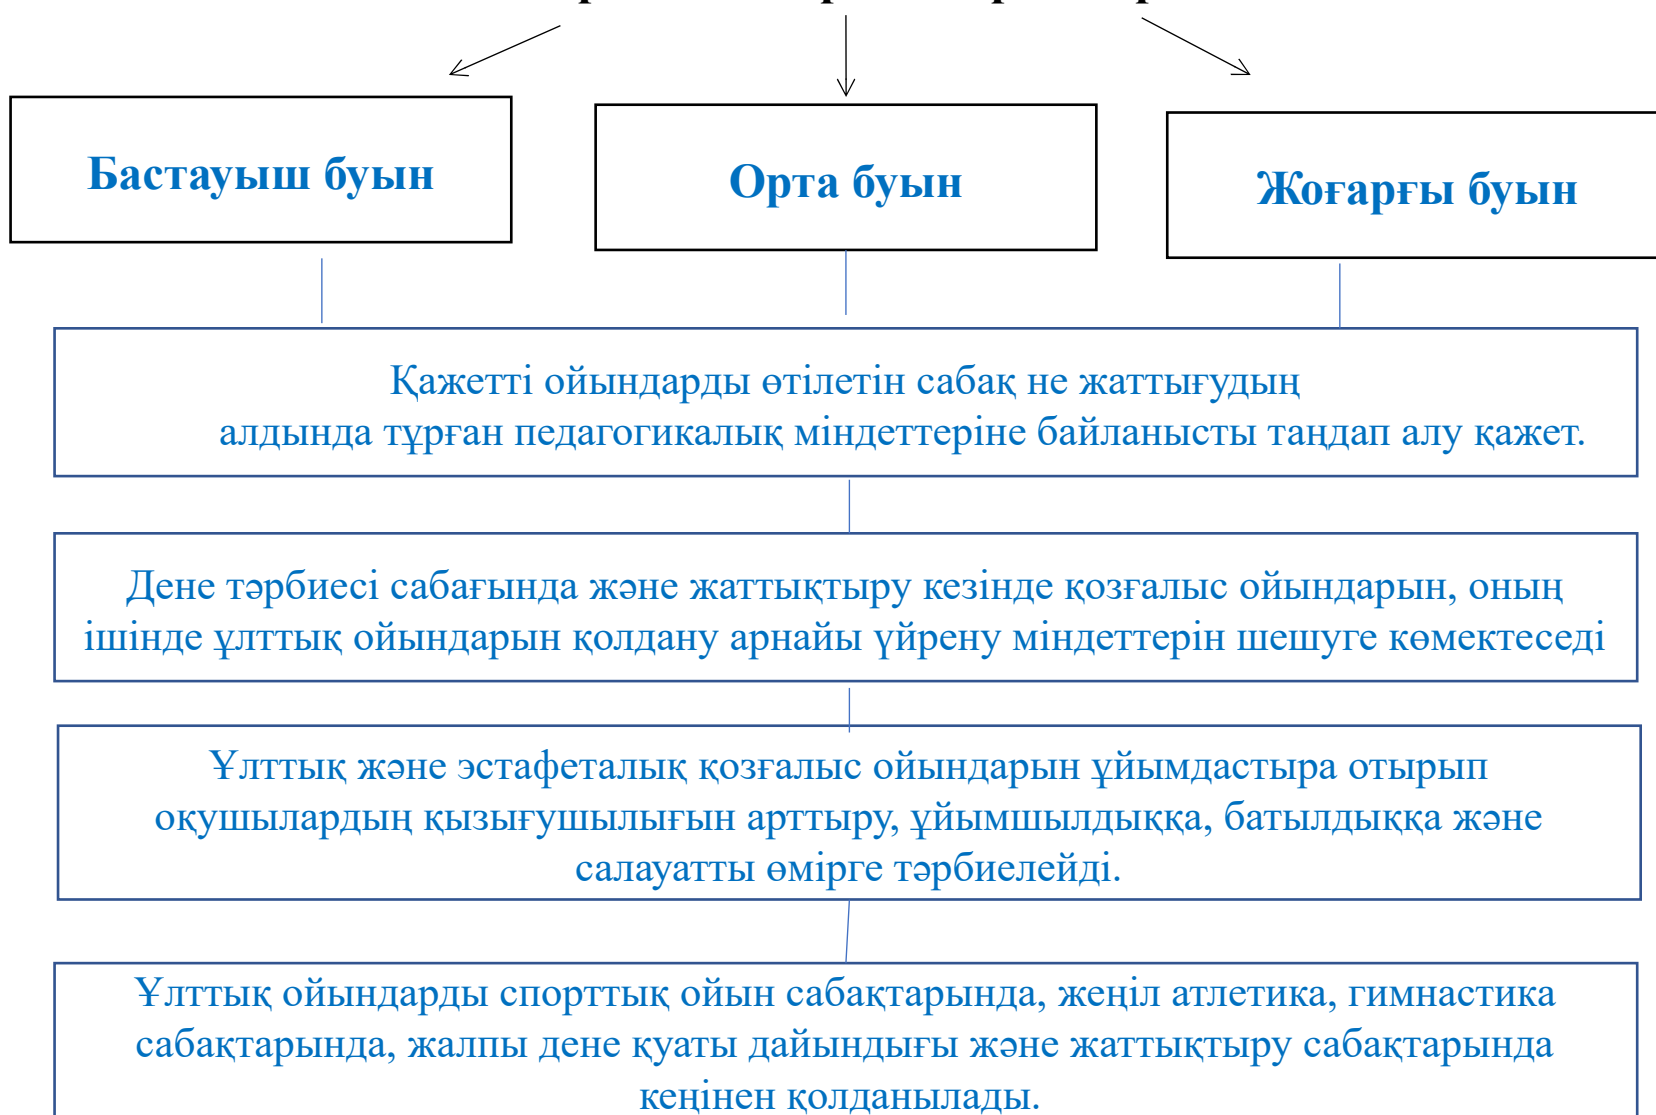 Бастауыш буын
Орта буын
Жоғарғы буын
Қажетті ойындарды өтілетін сабақ не жаттығудың
алдында тұрған педагогикалық міндеттеріне байланысты таңдап алу қажет.
Дене тәрбиесі сабағында және жаттықтыру кезінде қозғалыс ойындарын, оның
ішінде ұлттық ойындарын қолдану арнайы үйрену міндеттерін шешуге көмектеседі
Ұлттық және эстафеталық қозғалыс ойындарын ұйымдастыра отырып
оқушылардың қызығушылығын арттыру, ұйымшылдыққа, батылдыққа және
салауатты өмірге тәрбиелейді.
Ұлттық ойындарды спорттық ойын сабақтарында, жеңіл атлетика, гимнастика
сабақтарында, жалпы дене қуаты дайындығы және жаттықтыру сабақтарында
кеңінен қолданылады.